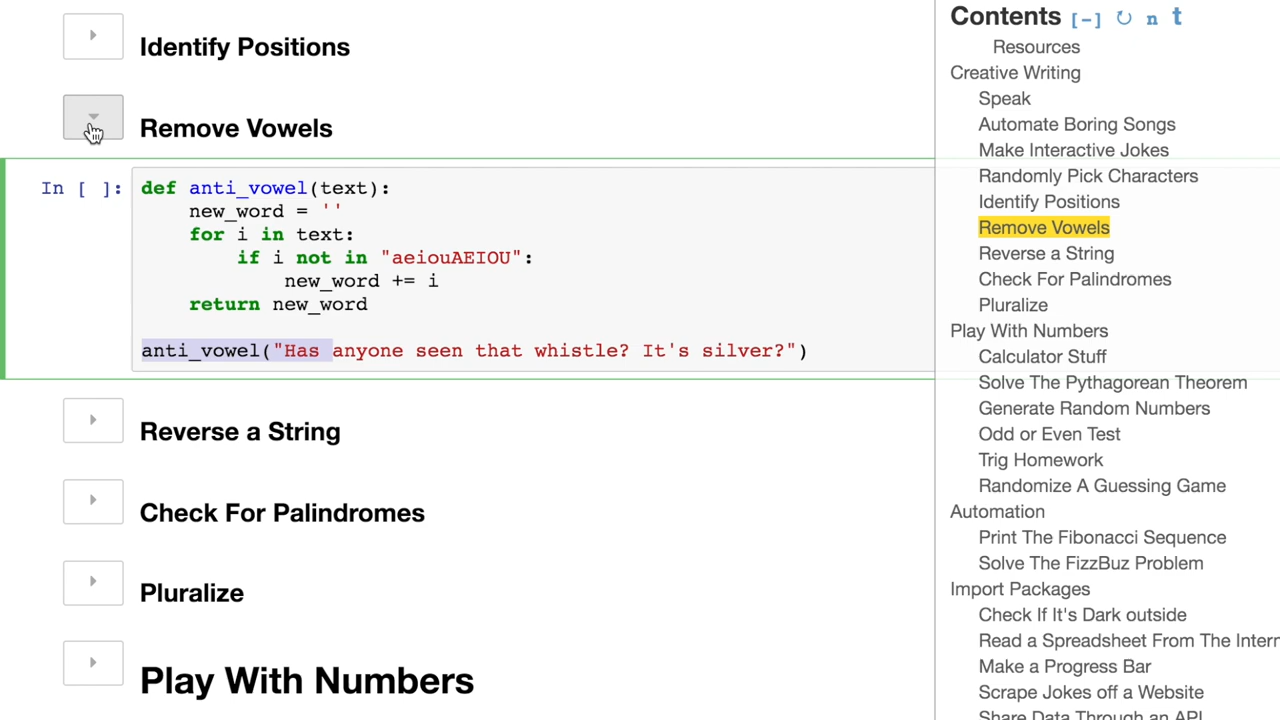 Identify Positions
Remove Vowels
In [ ]:
def anti_vowel(text):
    new_word = ''
    for i in text:
        if i not in "aeiouAEIOU":
            new_word += i
    return new_word
anti_vowel("Has anyone seen that whistle? It's silver?")
Reverse a String
Check For Palindromes
Pluralize
Play With Numbers
Contents [-] ↻ n t
Resources
Creative Writing
Speak
Automate Boring Songs
Make Interactive Jokes
Randomly Pick Characters
Identify Positions
Remove Vowels
Reverse a String
Check For Palindromes
Pluralize
Play With Numbers
Calculator Stuff
Solve The Pythagorean Theorem
Generate Random Numbers
Odd or Even Test
Trig Homework
Randomize A Guessing Game
Automation
Print The Fibonacci Sequence
Solve The FizzBuz Problem
Import Packages
Check If It's Dark outside
Read a Spreadsheet From The Intern
Make a Progress Bar
Scrape Jokes off a Website
Share Data Through an API